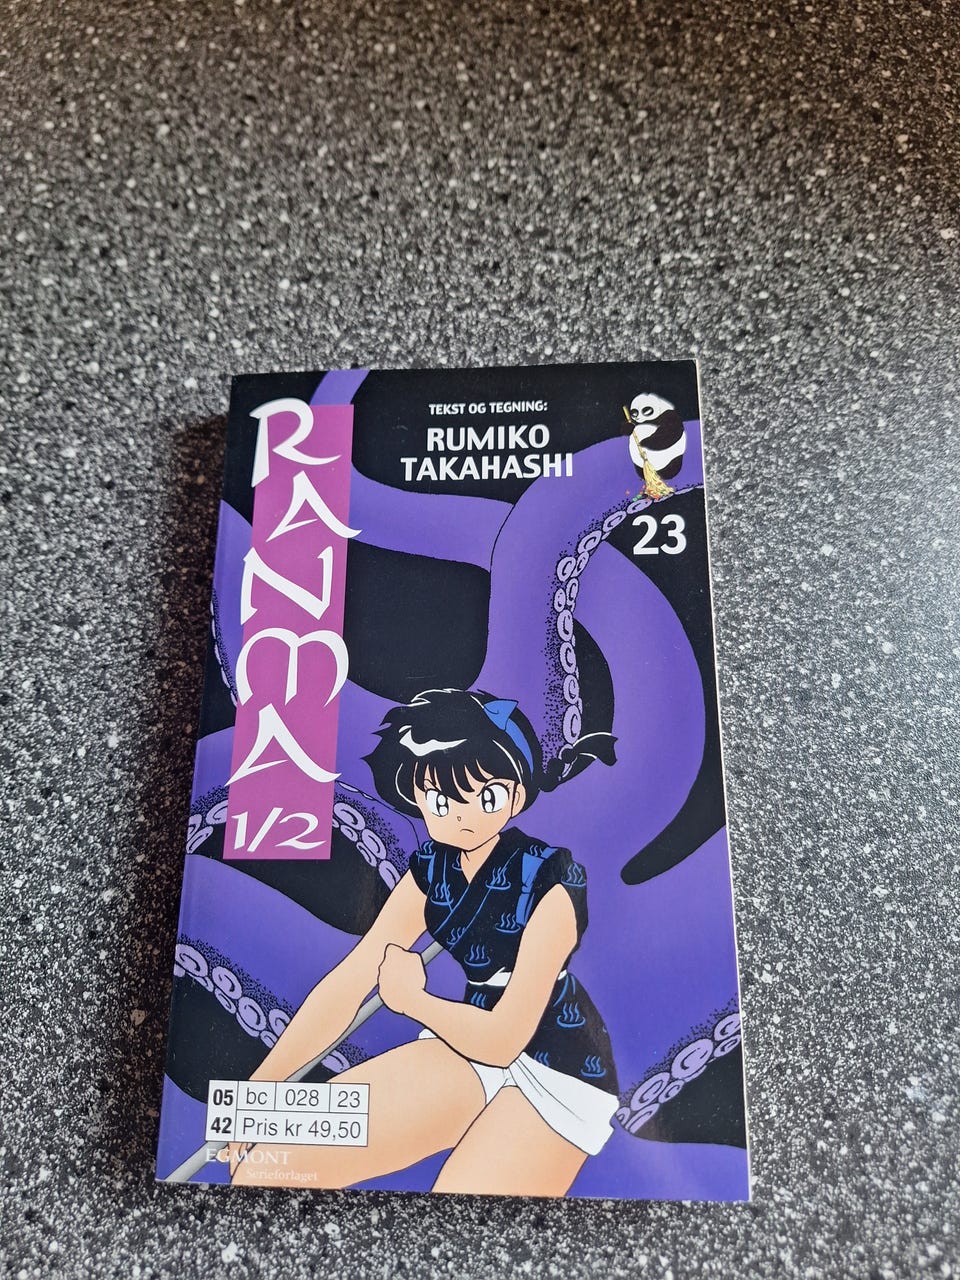 RANMA
1/2
TEKST OG TEGNING:
RUMIKO
TAKAHASHI
23
05 bc 028 23
42 Pris kr 49,50
EGMONT
Serieforlaget